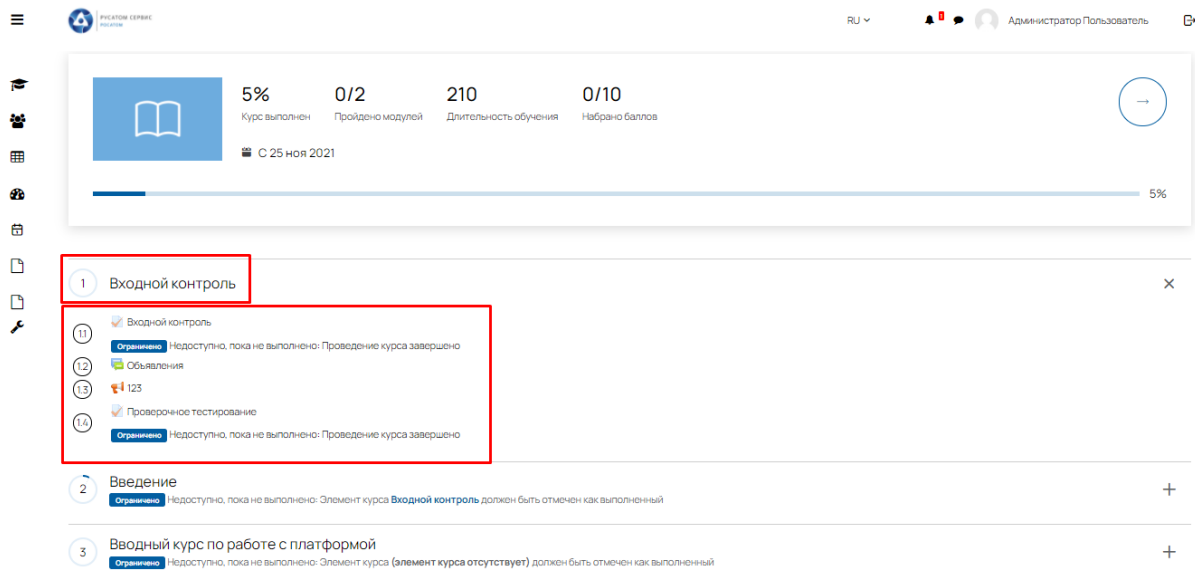 РУСАТОМ СЕРВИС
РОСАТОМ
RU
1
Администратор Пользователь
5%
0/2
210
0/10
Курс выполнен
Пройдено модулей
Длительность обучения
Набрано баллов
С 25 ноя 2021
5%
1 Входной контроль
1.1 Входной контроль
Ограничено Недоступно, пока не выполнено: Проведение курса завершено
1.2 Объявления
1.3 123
1.4 Проверочное тестирование
Ограничено Недоступно, пока не выполнено: Проведение курса завершено
2 Введение
Ограничено Недоступно, пока не выполнено: Элемент курса Входной контроль должен быть отмечен как выполненный
3 Вводный курс по работе с платформой
Ограничено Недоступно, пока не выполнено: Элемент курса (элемент курса отсутствует) должен быть отмечен как выполненный